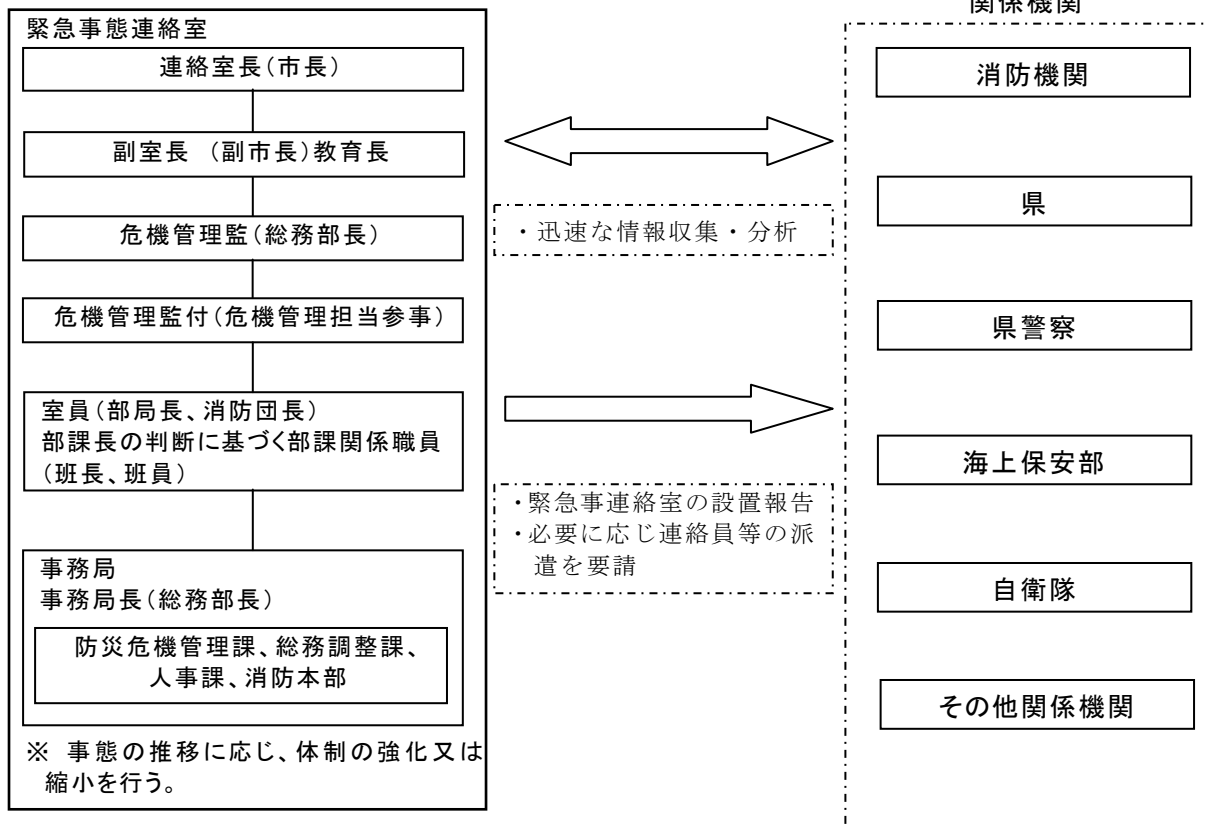 緊急事態連絡室
連絡室長(市長)
副室長 (副市長)教育長
危機管理監(総務部長)
危機管理監付(危機管理担当参事)
室員(部局長、消防団長)
部課長の判断に基づく部課関係職員
(班長、班員)
事務局
事務局長(総務部長)
防災危機管理課、総務調整課、
人事課、消防本部
※ 事態の推移に応じ、体制の強化又は
縮小を行う。
・迅速な情報収集・分析
・緊急事連絡室の設置報告
・必要に応じ連絡員等の派
遣を要請
関係機関
消防機関
県
県警察
海上保安部
自衛隊
その他関係機関